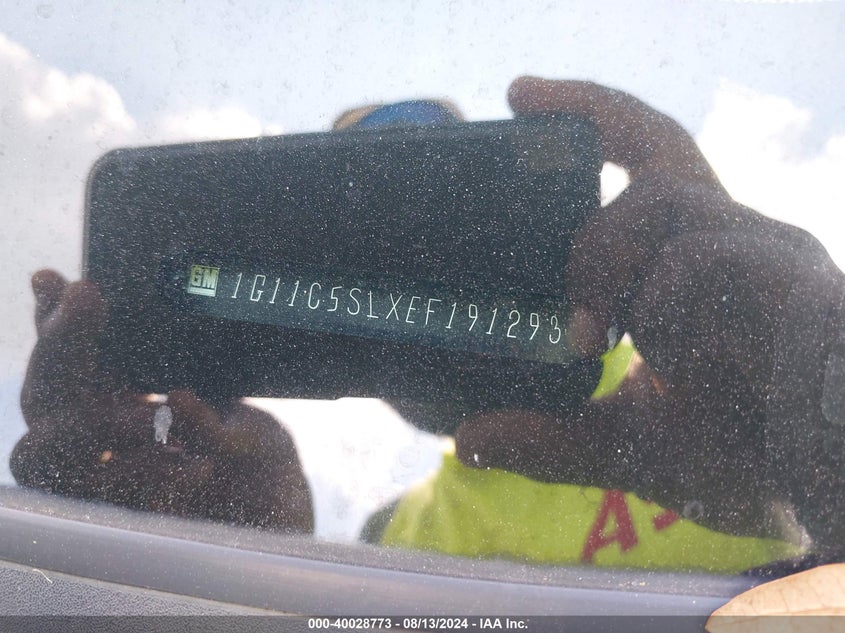 GM 1G11C5SLXEF191293
A
000-40028773 - 08/13/2024 - IAA Inc.